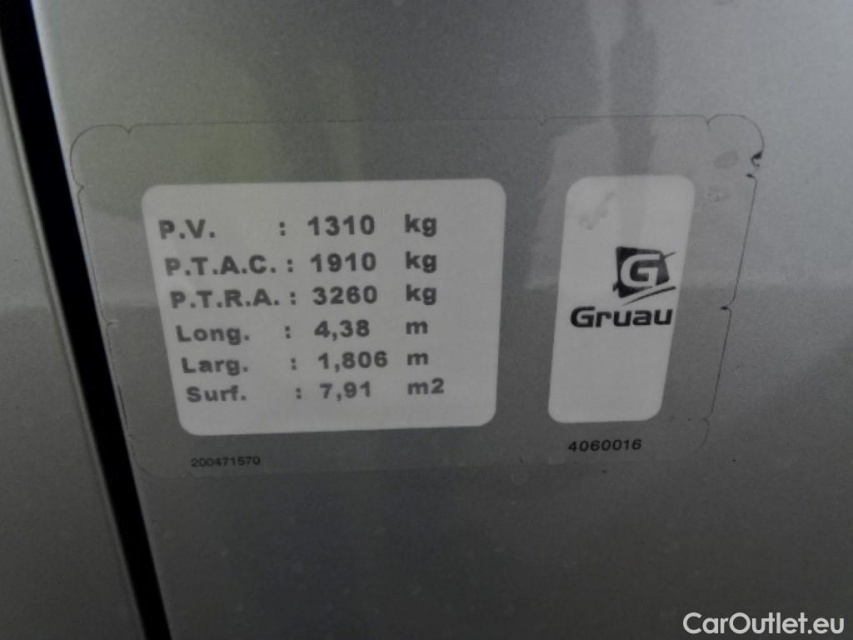 P.V. : 1310 kg
P.T.A.C. : 1910 kg
P.T.R.A. : 3260 kg
Long. : 4,38 m
Larg. : 1,806 m
Surf. : 7,91 m2
200471570
G
Gruau
4060016
CarOutlet.eu